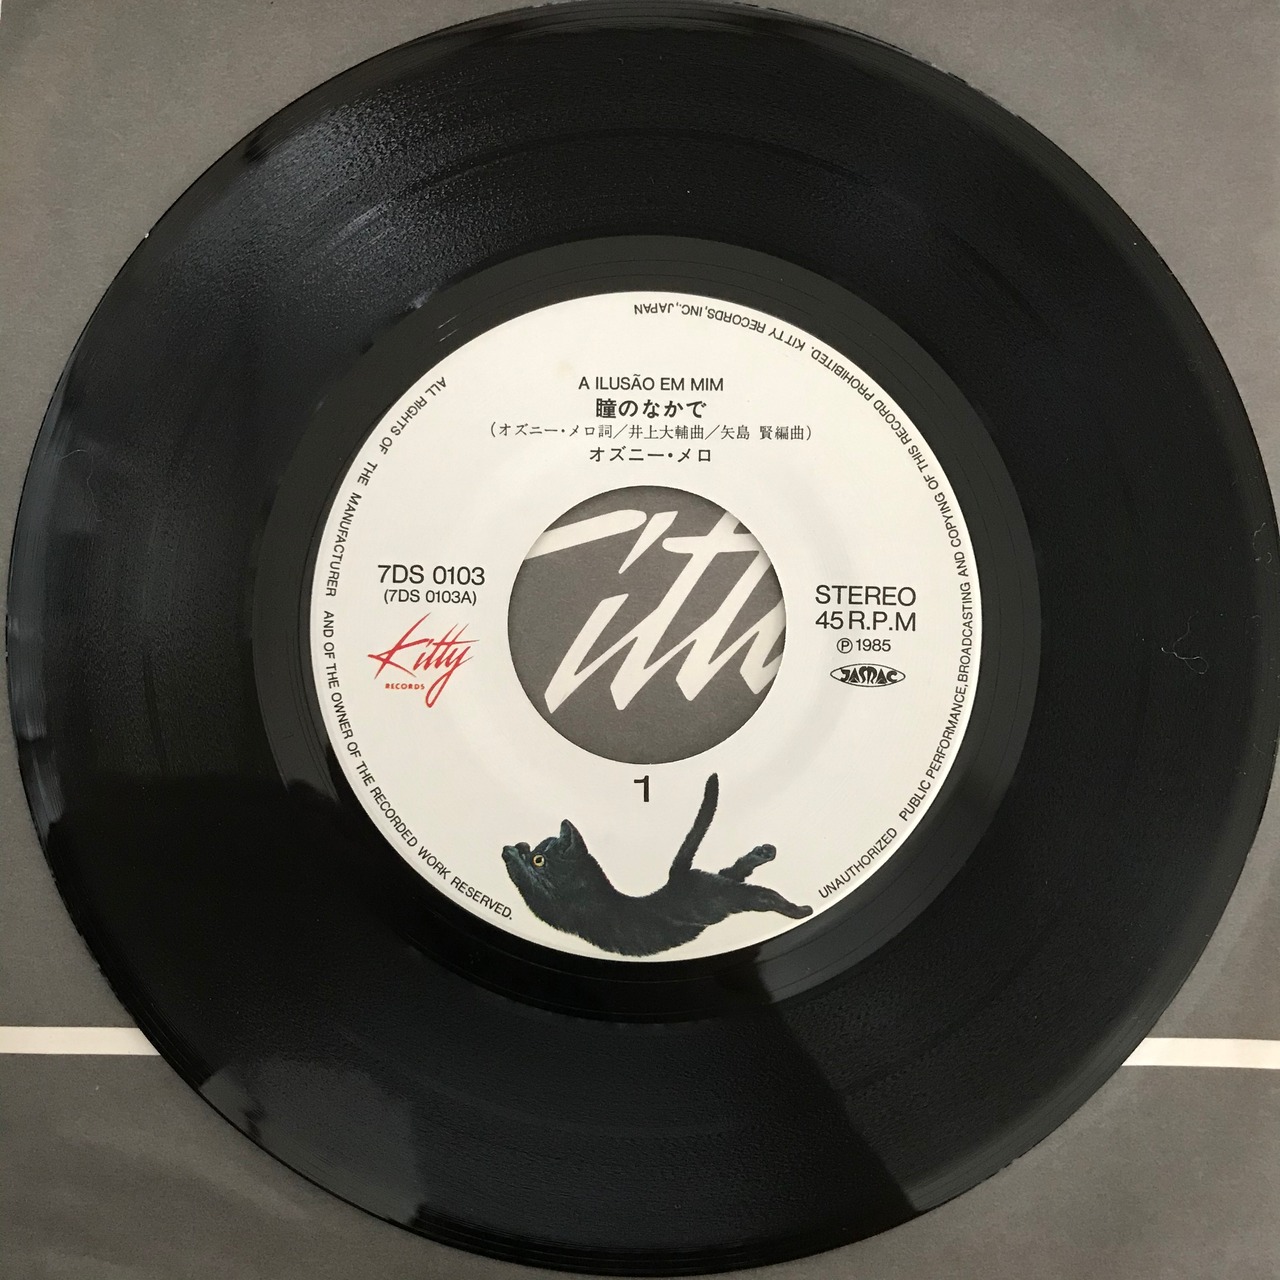 A ILUSÃO EM MIM
瞳のなかで
(オズニー・メロ詞/井上大輔曲/矢島 賢編曲)
オズニー・メロ
7DS 0103
(7DS 0103A)
Kitty
RECORDS
STEREO
45 R.P.M
Ⓟ 1985
JASRAC
1
ALL RIGHTS OF THE MANUFACTURER AND OF THE OWNER OF THE RECORDED WORK RESERVED.
UNAUTHORIZED PUBLIC PERFORMANCE, BROADCASTING AND COPYING OF THIS RECORD PROHIBITED. KITTY RECORDS, INC., JAPAN